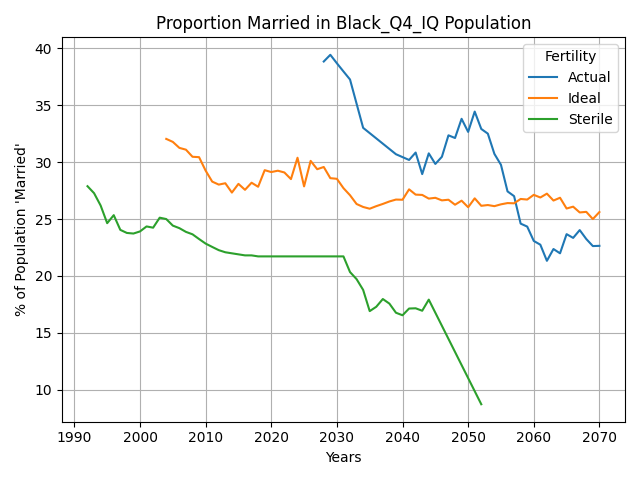 Proportion Married in Black_Q4_IQ Population
% of Population 'Married'
40
35
30
25
20
15
10
Fertility
Actual
Ideal
Sterile
1990 2000 2010 2020 2030 2040 2050 2060 2070
Years